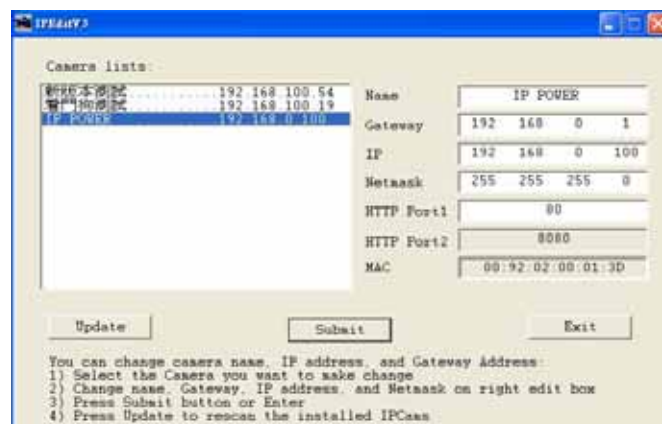 IPEditV3
Camera lists:
新版本測試...........192.168.100.54
看門狗測試...........192.168.100.19
IP POWER...........192.168.0.100
Name IP POWER
Gateway 192 168 0 1
IP 192 168 0 100
Netmask 255 255 255 0
HTTP Port1 80
HTTP Port2 8080
MAC 00:92:02:00:01:3D
Update
Submit
Exit
You can change camera name, IP address, and Gateway Address:
1) Select the Camera you want to make change
2) Change name, Gateway, IP address, and Netmask on right edit box
3) Press Submit button or Enter
4) Press Update to rescan the installed IPCams